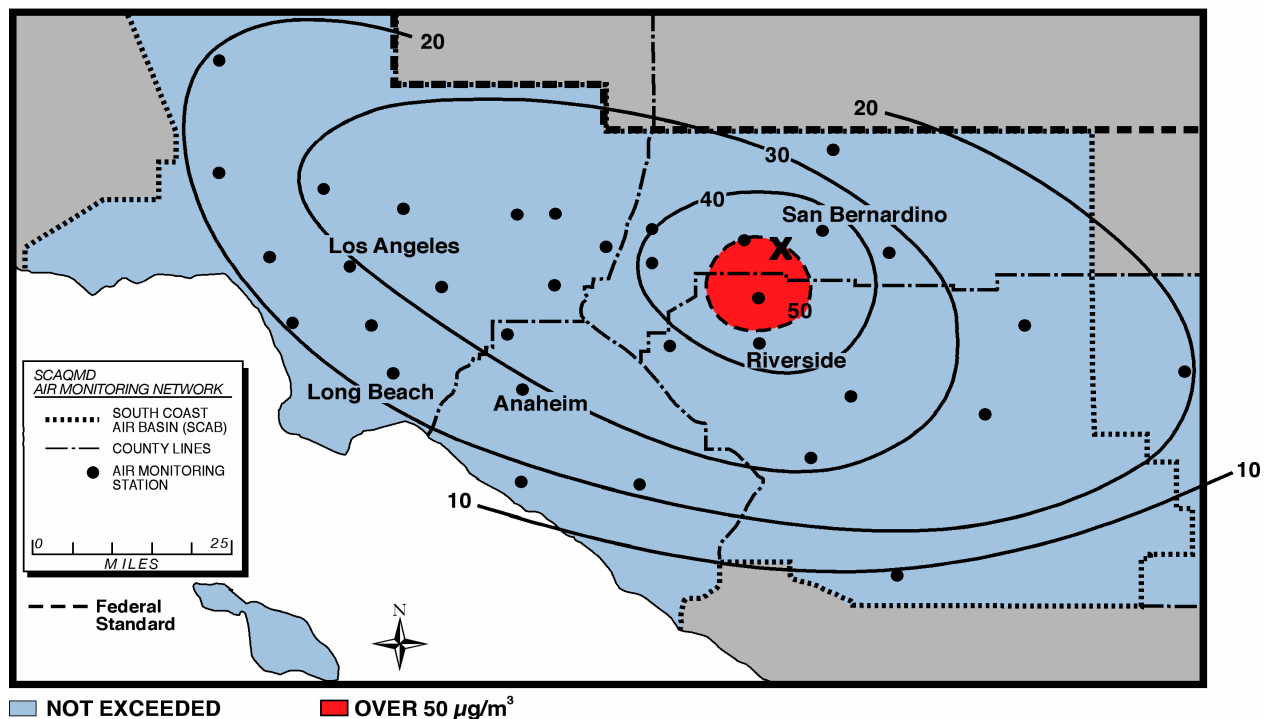 20
20
30
40
San Bernardino
X
Los Angeles
50
Riverside
SCAQMD
AIR MONITORING NETWORK
SOUTH COAST
AIR BASIN (SCAB)
COUNTY LINES
AIR MONITORING
STATION
0 25
MILES
Long Beach
Anaheim
10
10
Federal
Standard
N
NOT EXCEEDED
OVER 50 µg/m³